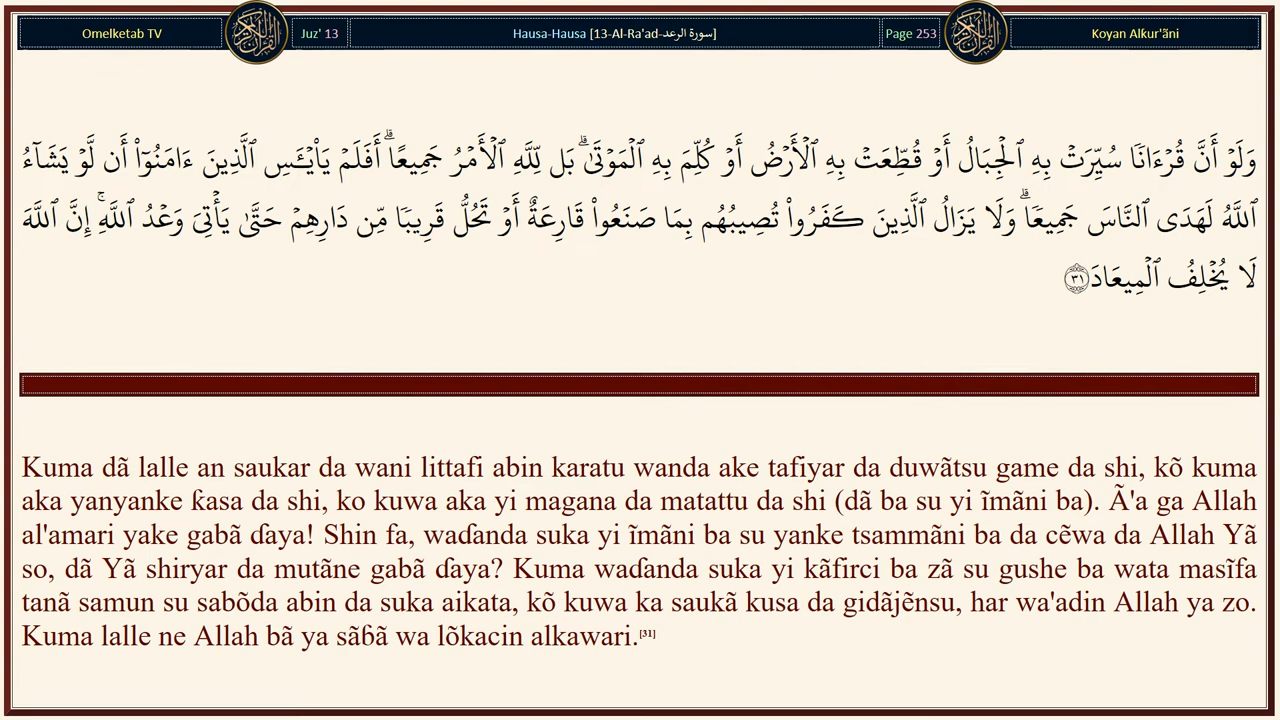 Omelketab TV
Juz' 13
Hausa-Hausa [13-Al-Ra'ad-سورة الرعد]
Page 253
Koyan Alƙur'ãni
وَلَوۡ أَنَّ قُرۡءَانٗا سُيِّرَتۡ بِهِ ٱلۡجِبَالُ أَوۡ قُطِّعَتۡ بِهِ ٱلۡأَرۡضُ أَوۡ كُلِّمَ بِهِ ٱلۡمَوۡتَىٰۗ بَل لِّلَّهِ ٱلۡأَمۡرُ جَمِيعًاۗ أَفَلَمۡ يَاْيۡـَٔسِ ٱلَّذِينَ ءَامَنُوٓاْ أَن لَّوۡ يَشَآءُ
ٱللَّهُ لَهَدَى ٱلنَّاسَ جَمِيعٗاۗ وَلَا يَزَالُ ٱلَّذِينَ كَفَرُواْ تُصِيبُهُم بِمَا صَنَعُواْ قَارِعَةٌ أَوۡ تَحُلُّ قَرِيبٗا مِّن دَارِهِمۡ حَتَّىٰ يَأۡتِيَ وَعۡدُ ٱللَّهِۚ إِنَّ ٱللَّهَ
لَا يُخۡلِفُ ٱلۡمِيعَادَ ٣١
Kuma dã lalle an saukar da wani littafi abin karatu wanda ake tafiyar da duwãtsu game da shi, kõ kuma
aka yanyanke ƙasa da shi, ko kuwa aka yi magana da matattu da shi (dã ba su yi ĩmãni ba). Ã'a ga Allah
al'amari yake gabã ɗaya! Shin fa, waɗanda suka yi ĩmãni ba su yanke tsammãni ba da cẽwa da Allah Yã
so, dã Yã shiryar da mutãne gabã ɗaya? Kuma waɗanda suka yi kãfirci ba zã su gushe ba wata masĩfa
tanã samun su sabõda abin da suka aikata, kõ kuwa ka saukã kusa da gidãjẽnsu, har wa'adin Allah ya zo.
Kuma lalle ne Allah bã ya sãɓã wa lõkacin alkawari.[31]